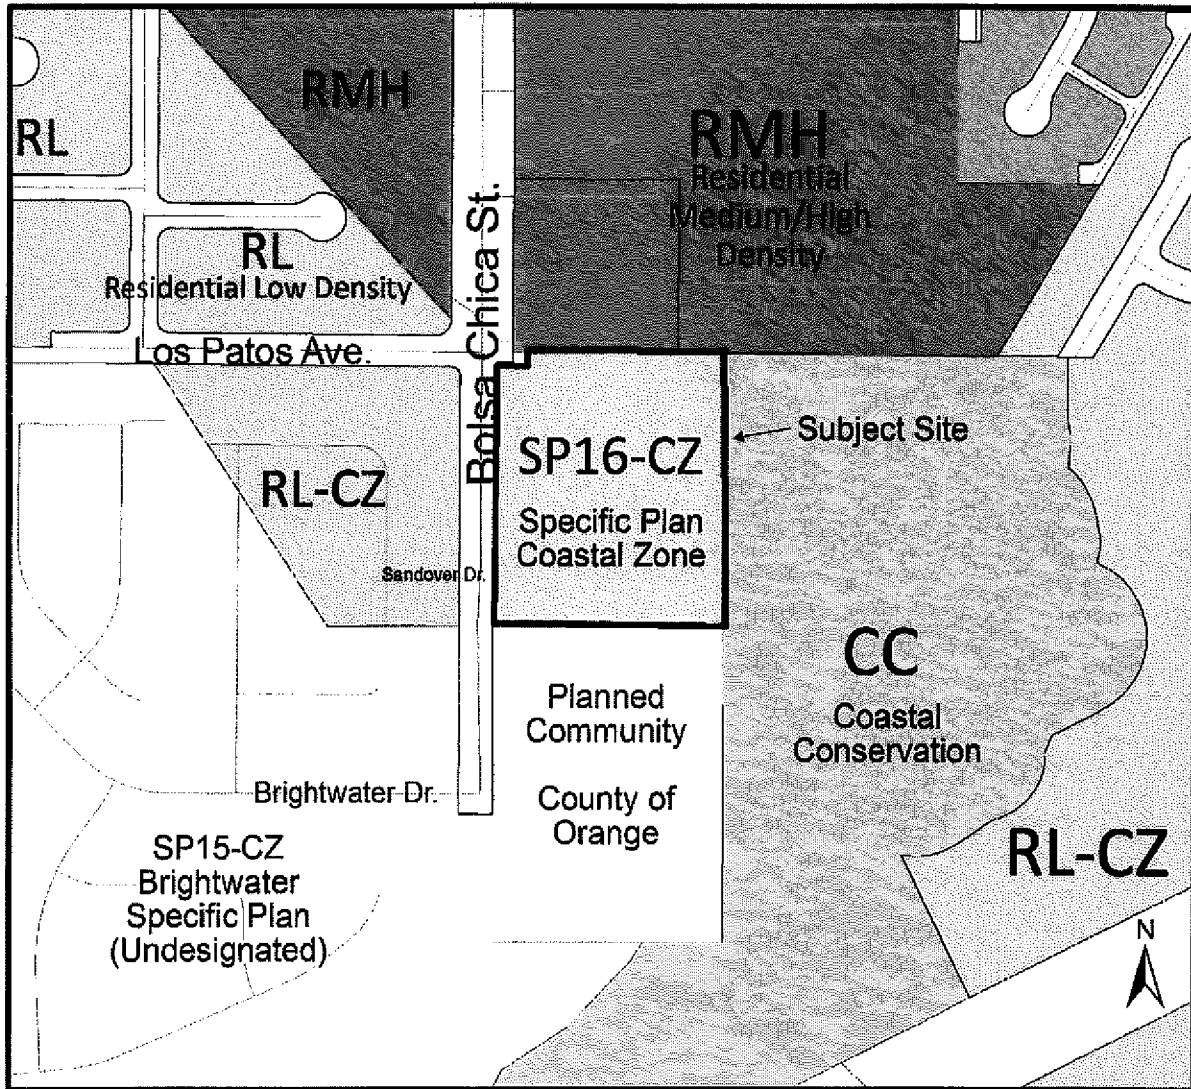 RMH
RL
RMH
Residential
Medium/High
Density
RL
Residential Low Density
Bolsa Chica St.
Los Patos Ave.
Subject Site
SP16-CZ
Specific Plan
Coastal Zone
RL-CZ
Sandover Dr.
CC
Coastal
Conservation
Planned
Community
County of
Orange
Brightwater Dr.
SP15-CZ
Brightwater
Specific Plan
(Undesignated)
RL-CZ
N